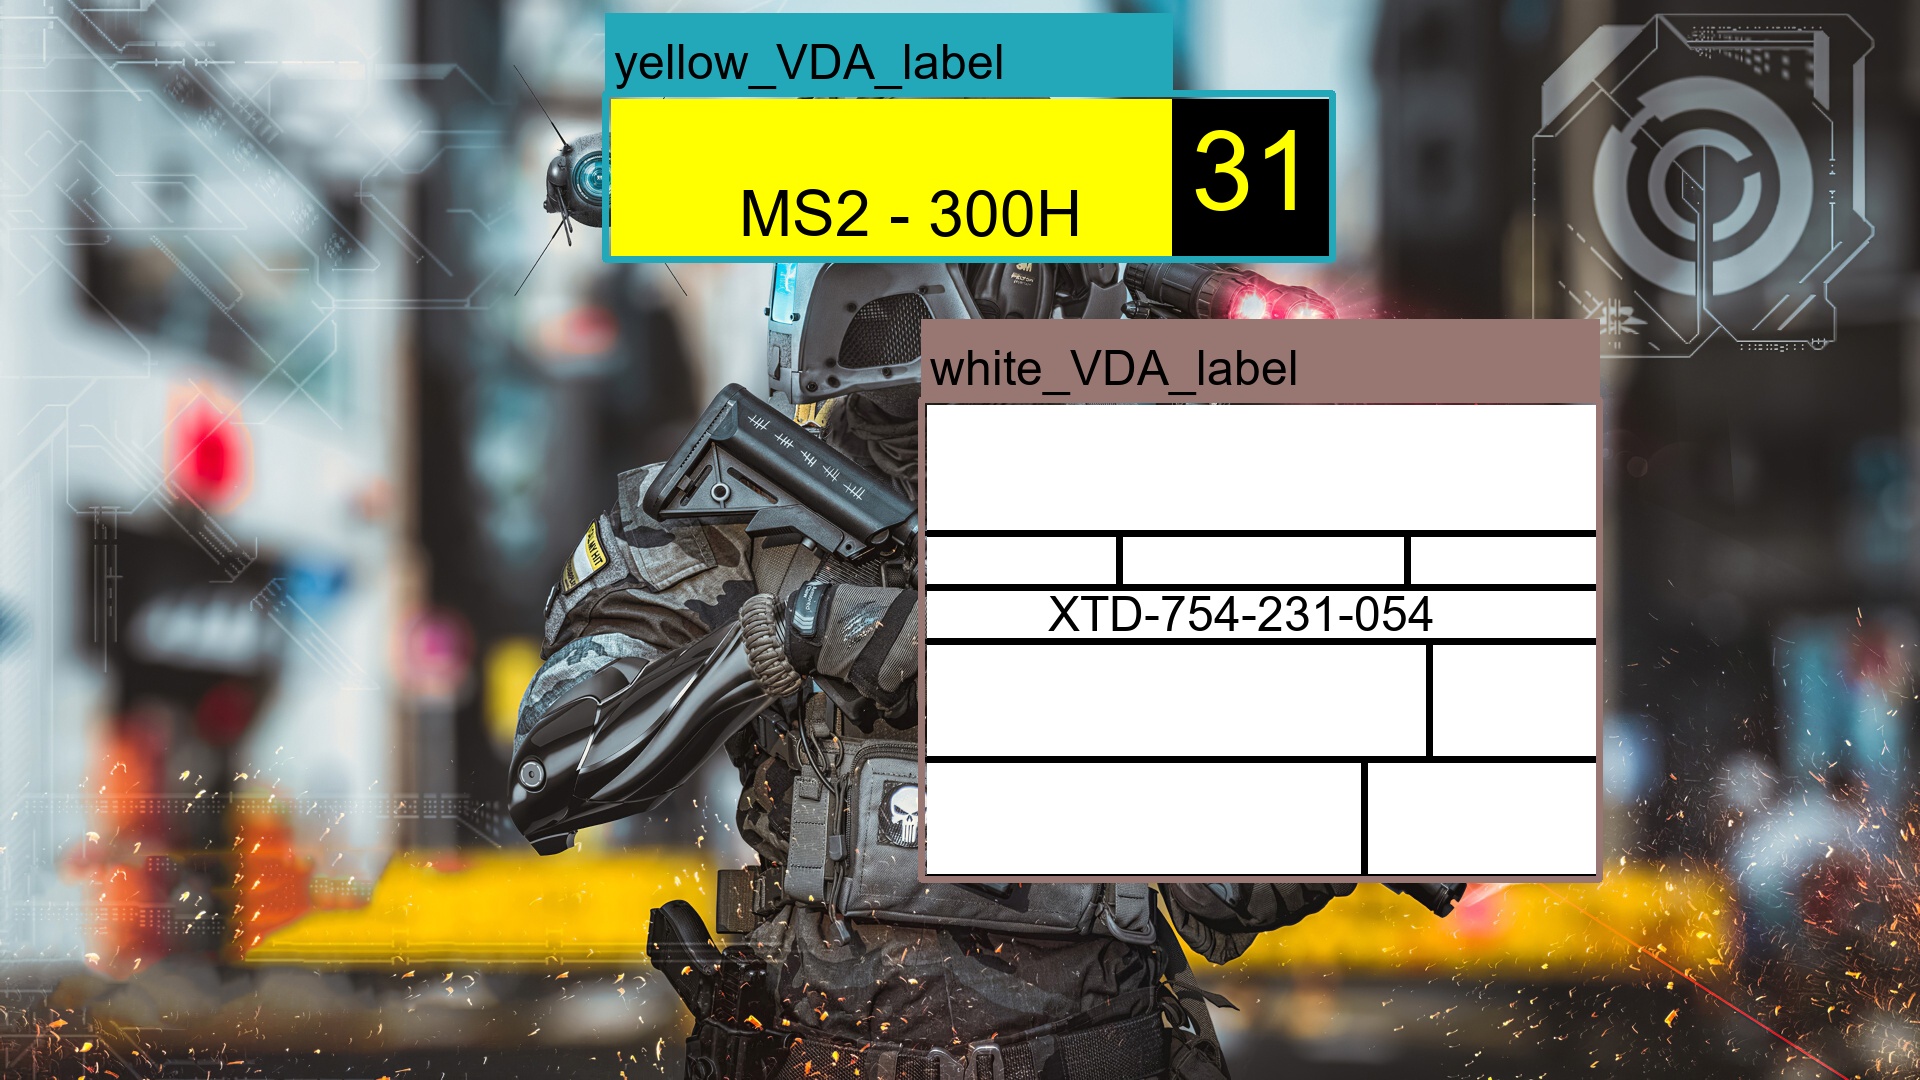 yellow_VDA_label
MS2 - 300H
31
white_VDA_label
XTD-754-231-054